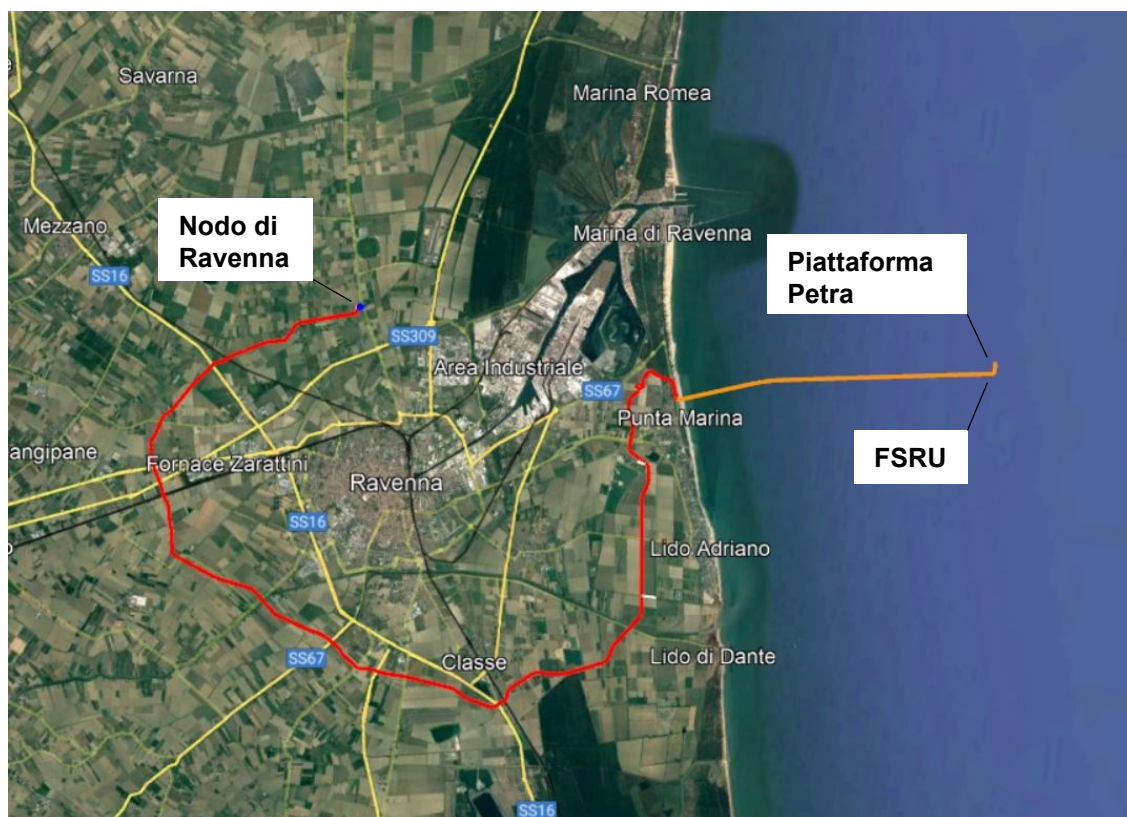 Savarna
Marina Romea
Mezzano
Nodo di
Ravenna
Marina di Ravenna
Piattaforma
Petra
SS16
SS309
Area Industriale
SS67
Punta Marina
angipane
Fornace Zarattini
FSRU
Ravenna
SS16
Lido Adriano
SS67
Classe
Lido di Dante
SS16